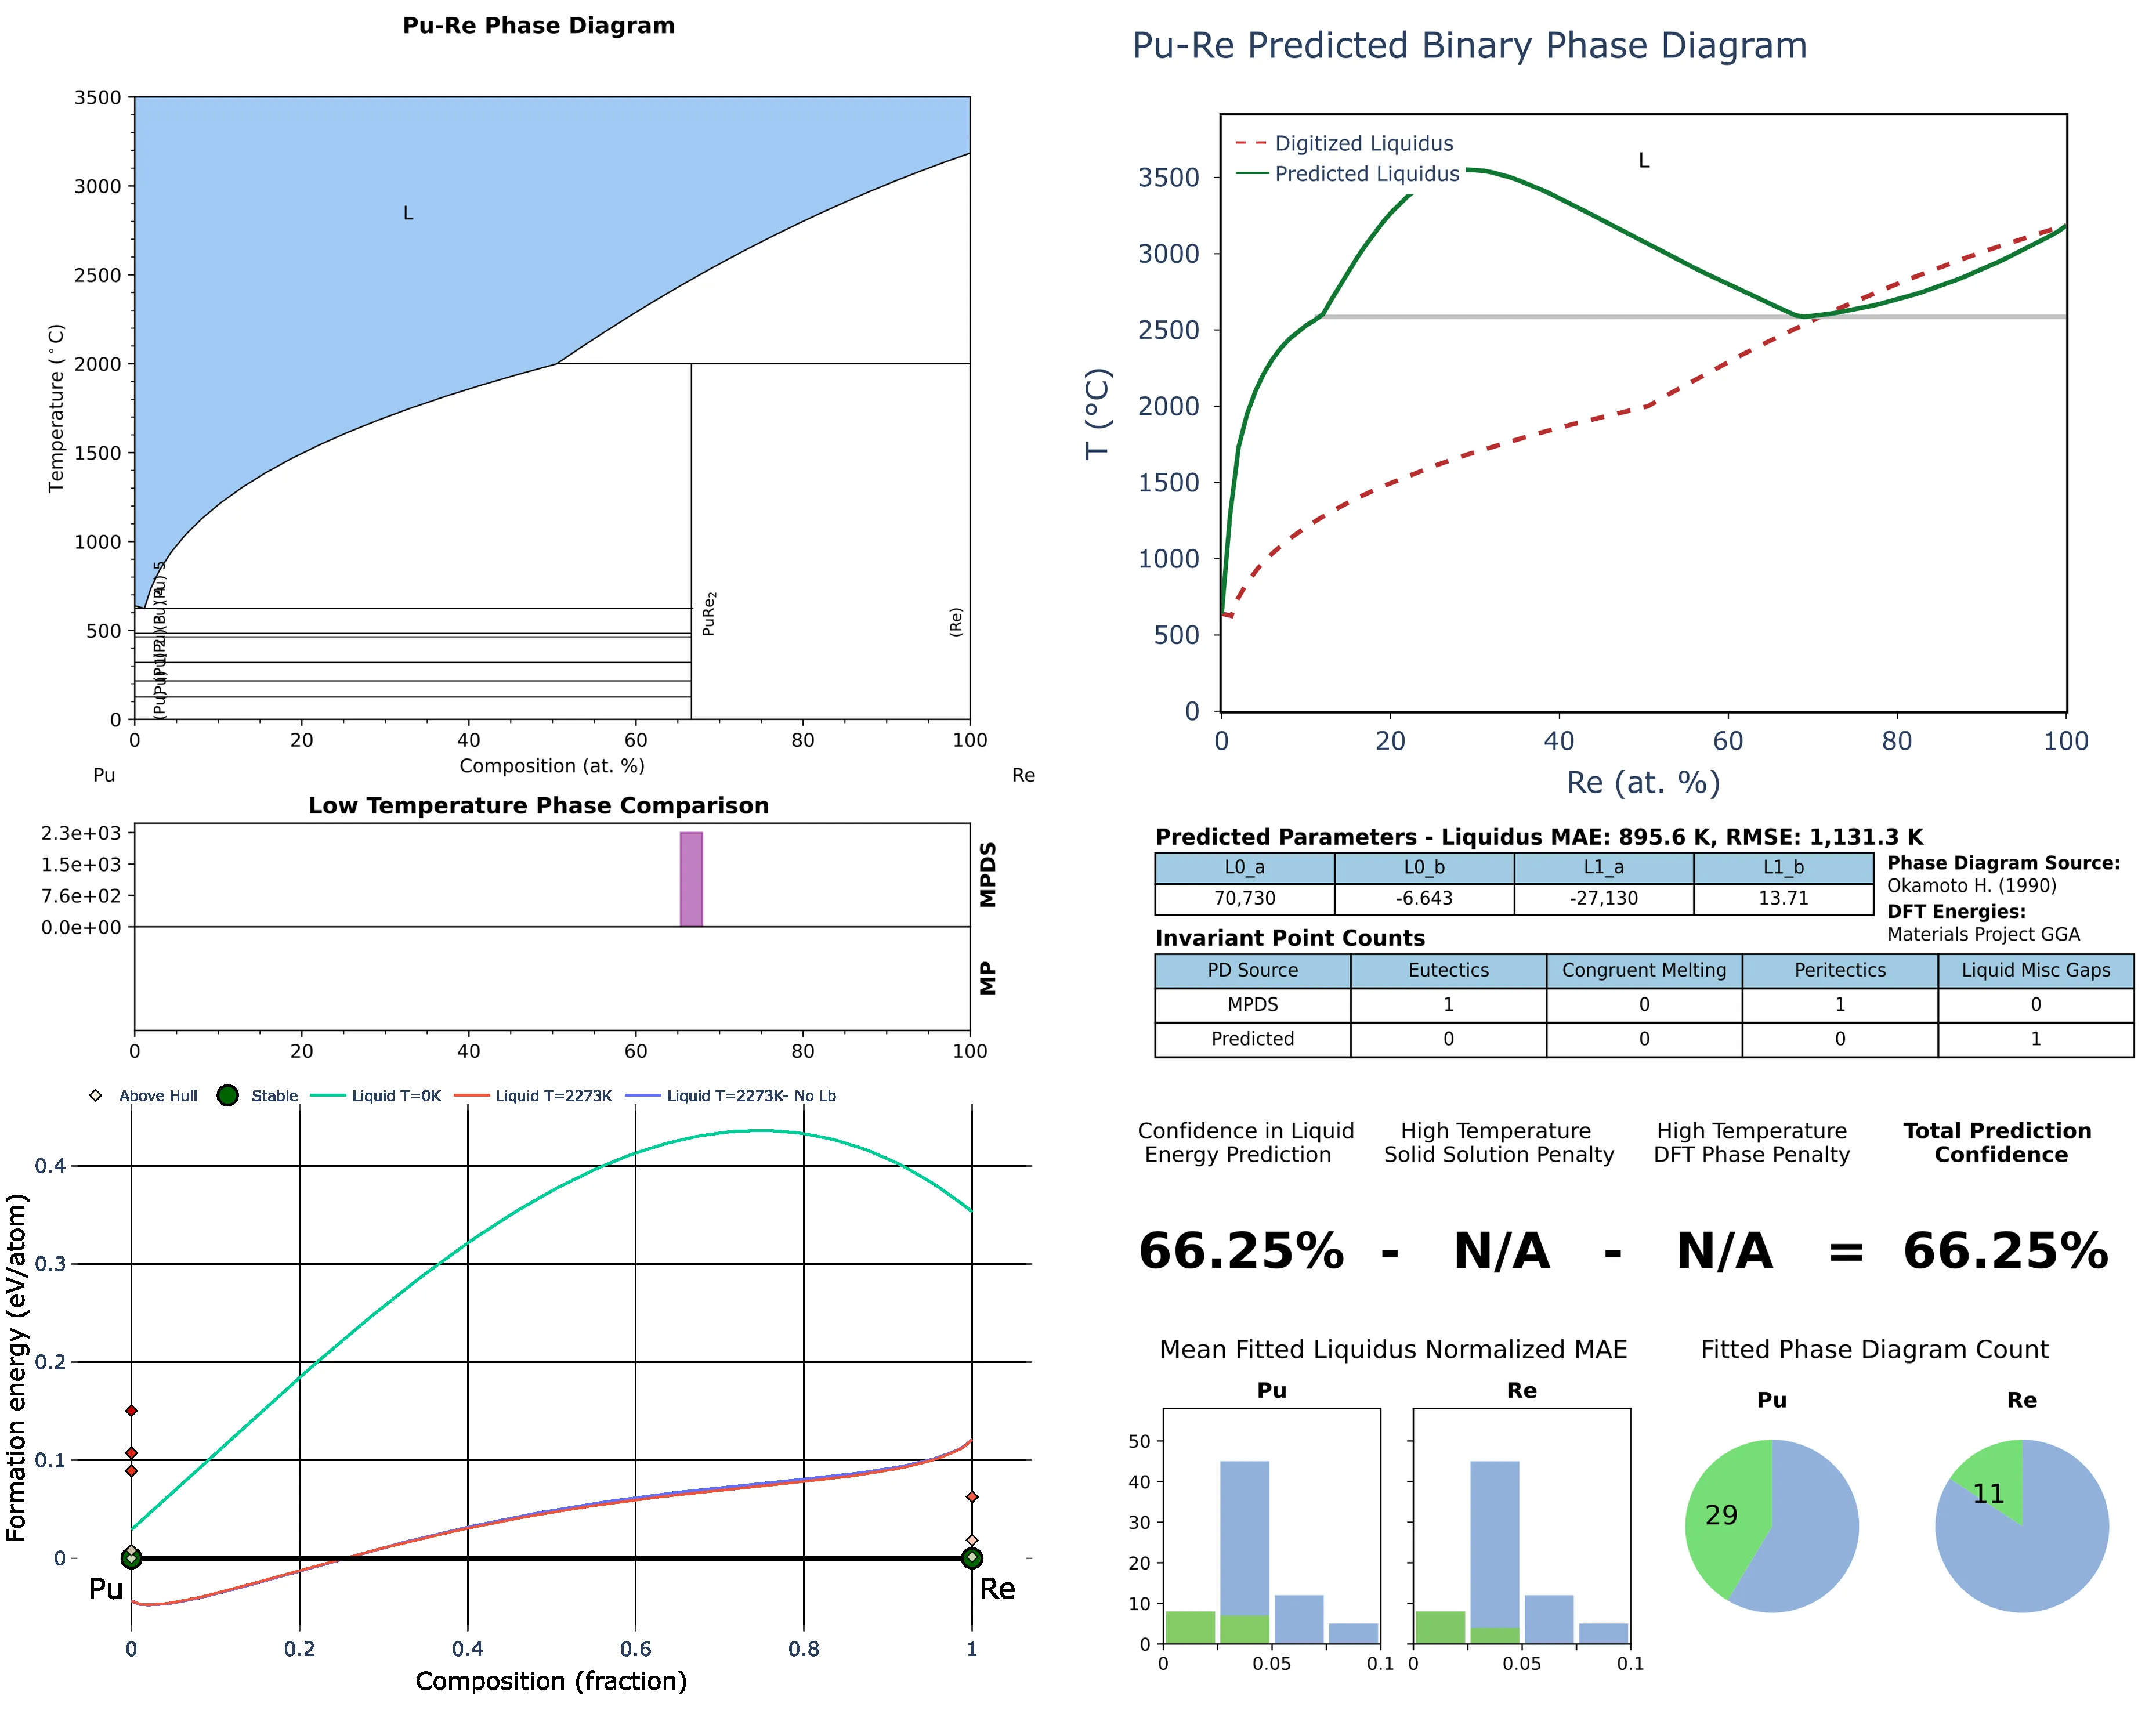 Pu-Re Phase Diagram
3500
3000
2500
2000
1500
1000
500
0
Temperature (°C)
L
PuRe2
(Re)
0 20 40 60 80 100
Composition (at. %)
Pu Re
Low Temperature Phase Comparison
2.3e+03
1.5e+03
7.6e+02
0.0e+00
MPDS
MP
0 20 40 60 80 100
Above Hull Stable Liquid T=0K Liquid T=2273K Liquid T=2273K- No Lb
0.4
0.3
0.2
0.1
0
Formation energy (eV/atom)
Pu Re
0 0.2 0.4 0.6 0.8 1
Composition (fraction)
Pu-Re Predicted Binary Phase Diagram
Digitized Liquidus
Predicted Liquidus
L
3500
3000
2500
2000
1500
1000
500
0
T (°C)
0 20 40 60 80 100
Re (at. %)
Predicted Parameters - Liquidus MAE: 895.6 K, RMSE: 1,131.3 K
L0_a L0_b L1_a L1_b
70,730 -6.643 -27,130 13.71
Phase Diagram Source:
Okamoto H. (1990)
DFT Energies:
Materials Project GGA
Invariant Point Counts
PD Source Eutectics Congruent Melting Peritectics Liquid Misc Gaps
MPDS 1 0 1 0
Predicted 0 0 0 1
Confidence in Liquid
Energy Prediction
High Temperature
Solid Solution Penalty
High Temperature
DFT Phase Penalty
Total Prediction
Confidence
66.25% - N/A - N/A = 66.25%
Mean Fitted Liquidus Normalized MAE
Pu Re
50
40
30
20
10
0
0 0.05 0.1 0 0.05 0.1
Fitted Phase Diagram Count
Pu Re
29 11